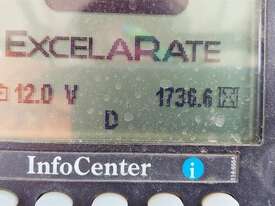 EXCELARATE
12.0 V 1736.6
D
InfoCenter i